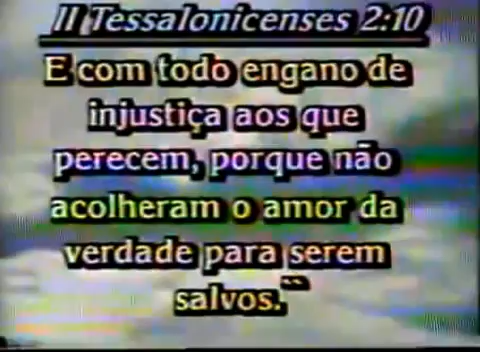 II Tessalonicenses 2:10
E com todo engano de
injustiça aos que
perecem, porque não
acolheram o amor da
verdade para serem
salvos."